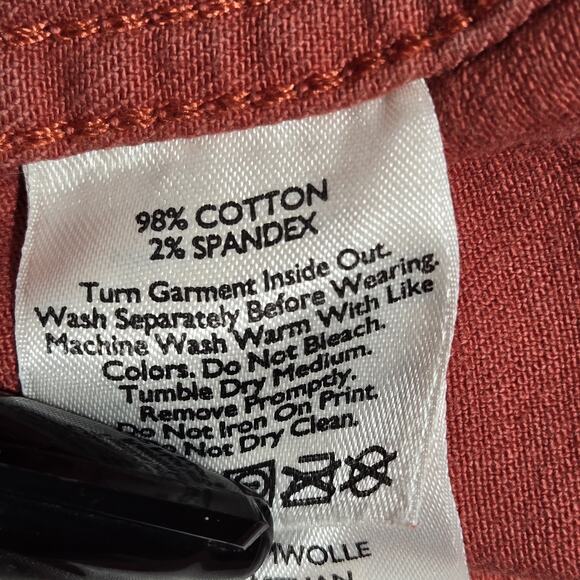 98% COTTON
2% SPANDEX
Turn Garment Inside Out.
Wash Separately Before Wearing.
Machine Wash Warm With Like
Colors. Do Not Bleach.
Tumble Dry Medium.
Remove Promptly.
Do Not Iron On Print.
Not Dry Clean.
MWOLLE